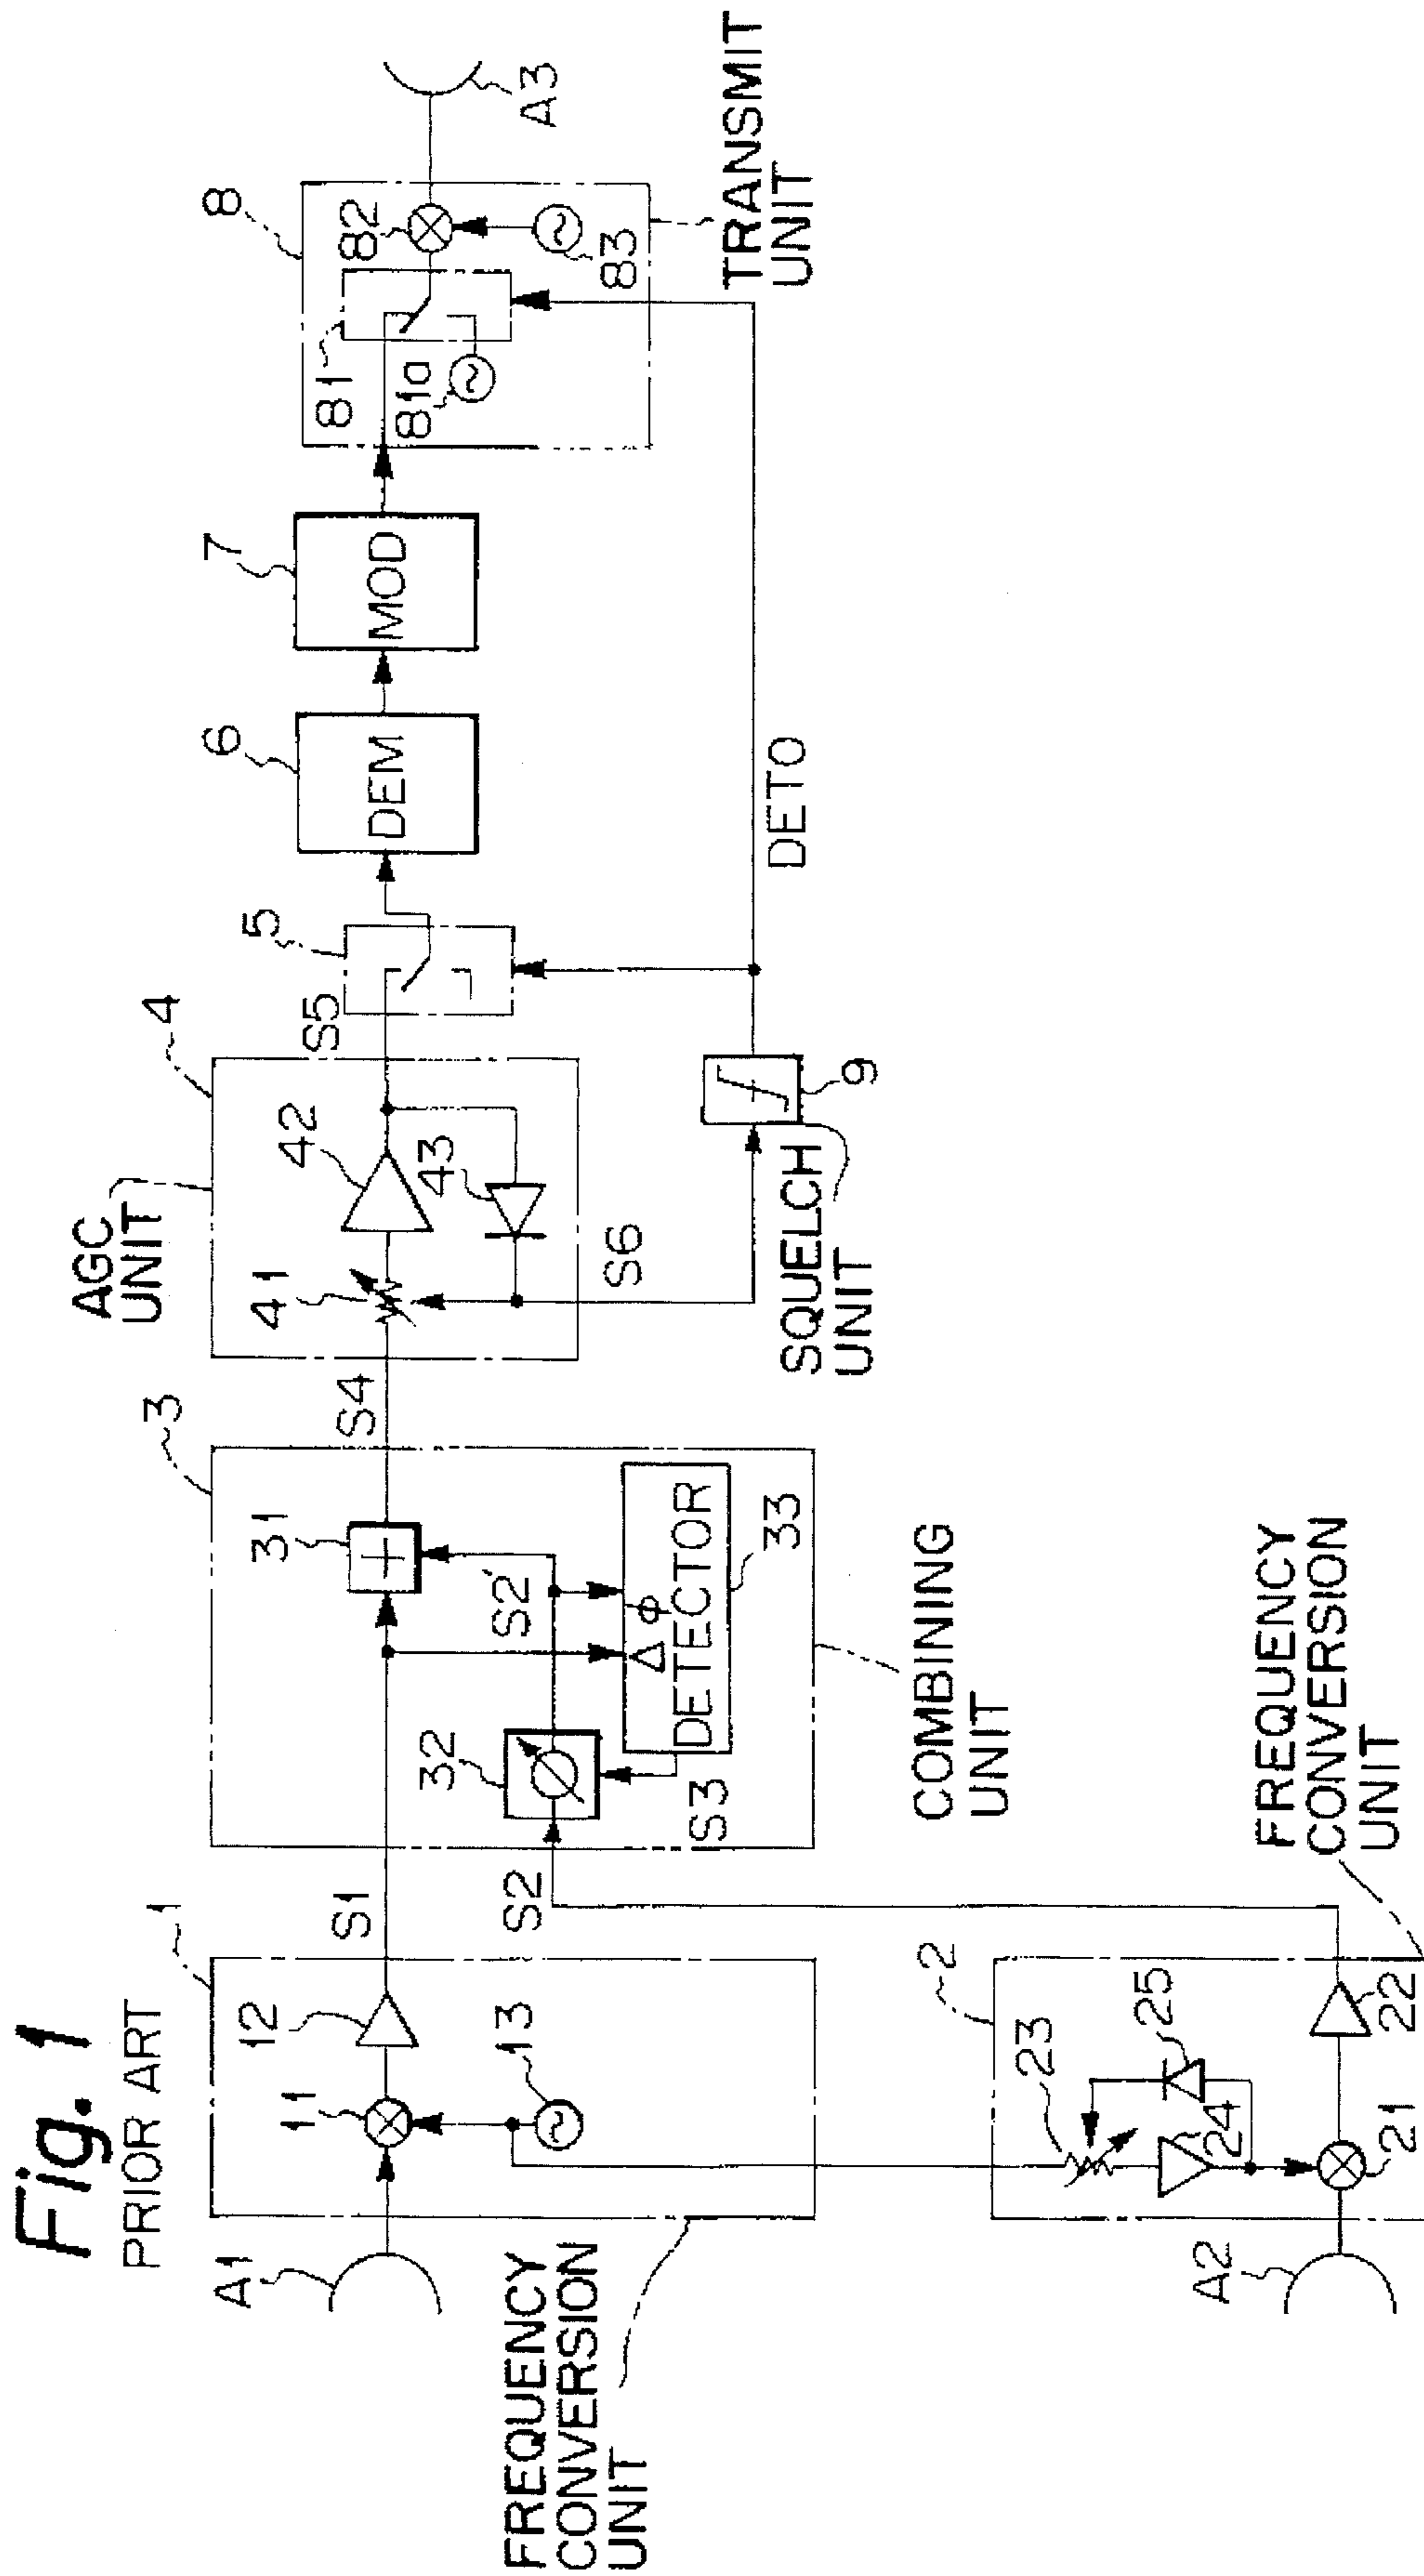 Fig. 1
PRIOR ART
A1
1
11
12
13
S1
FREQUENCY
CONVERSION
UNIT
A2
2
21
22
23
24
25
S2
FREQUENCY
CONVERSION
UNIT
3
31
32
S2'
S3
Δϕ
DETECTOR
33
COMBINING
UNIT
S4
AGC
UNIT
4
41
42
43
S5
S6
SQUELCH
UNIT
9
5
DETO
6
DEM
7
MOD
8
81
81a
82
83
TRANSMIT
UNIT
A3